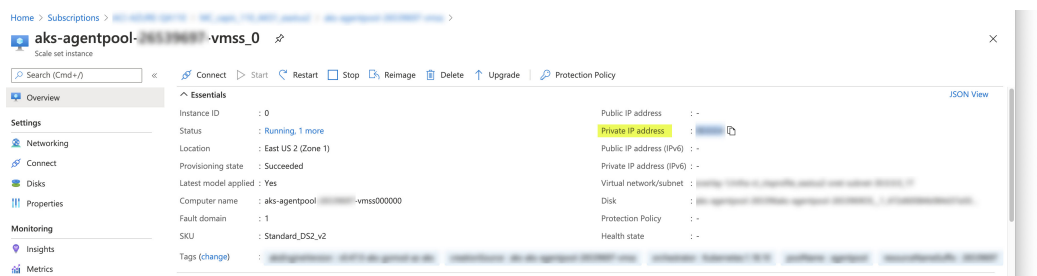 Home > Subscriptions >
aks-agentpool- -vmss_0
Scale set instance
Search (Cmd+/)
«
Connect
Start
Restart
Stop
Reimage
Delete
Upgrade
Protection Policy
Overview
Settings
Networking
Connect
Disks
Properties
Monitoring
Insights
Metrics
Essentials
JSON View
Instance ID : 0
Status : Running, 1 more
Location : East US 2 (Zone 1)
Provisioning state : Succeeded
Latest model applied : Yes
Computer name : aks-agentpool -vmss000000
Fault domain : 1
SKU : Standard_DS2_v2
Tags (change) :
Public IP address : -
Private IP address :
Public IP address (IPv6) : -
Private IP address (IPv6) : -
Virtual network/subnet :
Disk :
Protection Policy : -
Health state : -